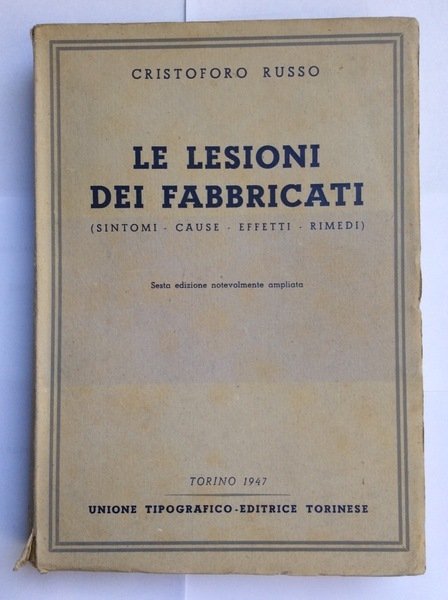 CRISTOFORO RUSSO
LE LESIONI
DEI FABBRICATI
(SINTOMI - CAUSE - EFFETTI - RIMEDI)
Sesta edizione notevolmente ampliata
TORINO 1947
UNIONE TIPOGRAFICO-EDITRICE TORINESE